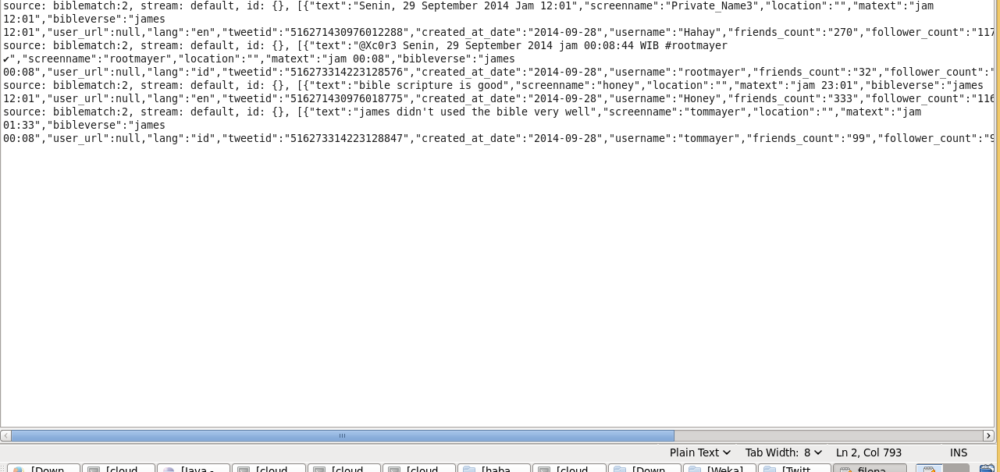 source: biblematch:2, stream: default, id: {}, [{"text":"Senin, 29 September 2014 Jam 12:01","screenname":"Private_Name3","location":"","matext":"jam
12:01","bibleverse":"james
12:01","user_url":null,"lang":"en","tweetid":"516271430976012288","created_at_date":"2014-09-28","username":"Hahay","friends_count":"270","follower_count":"117
source: biblematch:2, stream: default, id: {}, [{"text":"@Xc0r3 Senin, 29 September 2014 jam 00:08:44 WIB #rootmayer
✔","screenname":"rootmayer","location":"","matext":"jam 00:08","bibleverse":"james
00:08","user_url":null,"lang":"id","tweetid":"516273314223128576","created_at_date":"2014-09-28","username":"rootmayer","friends_count":"32","follower_count":"
source: biblematch:2, stream: default, id: {}, [{"text":"bible scripture is good","screenname":"honey","location":"","matext":"jam 23:01","bibleverse":"james
12:01","user_url":null,"lang":"en","tweetid":"516271430976018775","created_at_date":"2014-09-28","username":"Honey","friends_count":"333","follower_count":"116
source: biblematch:2, stream: default, id: {}, [{"text":"james didn't used the bible very well","screenname":"tommayer","location":"","matext":"jam
01:33","bibleverse":"james
00:08","user_url":null,"lang":"id","tweetid":"516273314223128847","created_at_date":"2014-09-28","username":"tommayer","friends_count":"99","follower_count":"9
Plain Text Tab Width: 8 Ln 2, Col 793 INS
[Down... [cloud... [Java -... [cloud... [cloud... [cloud... [haba... [cloud... [Down... [Weka] [Twitt... filena...